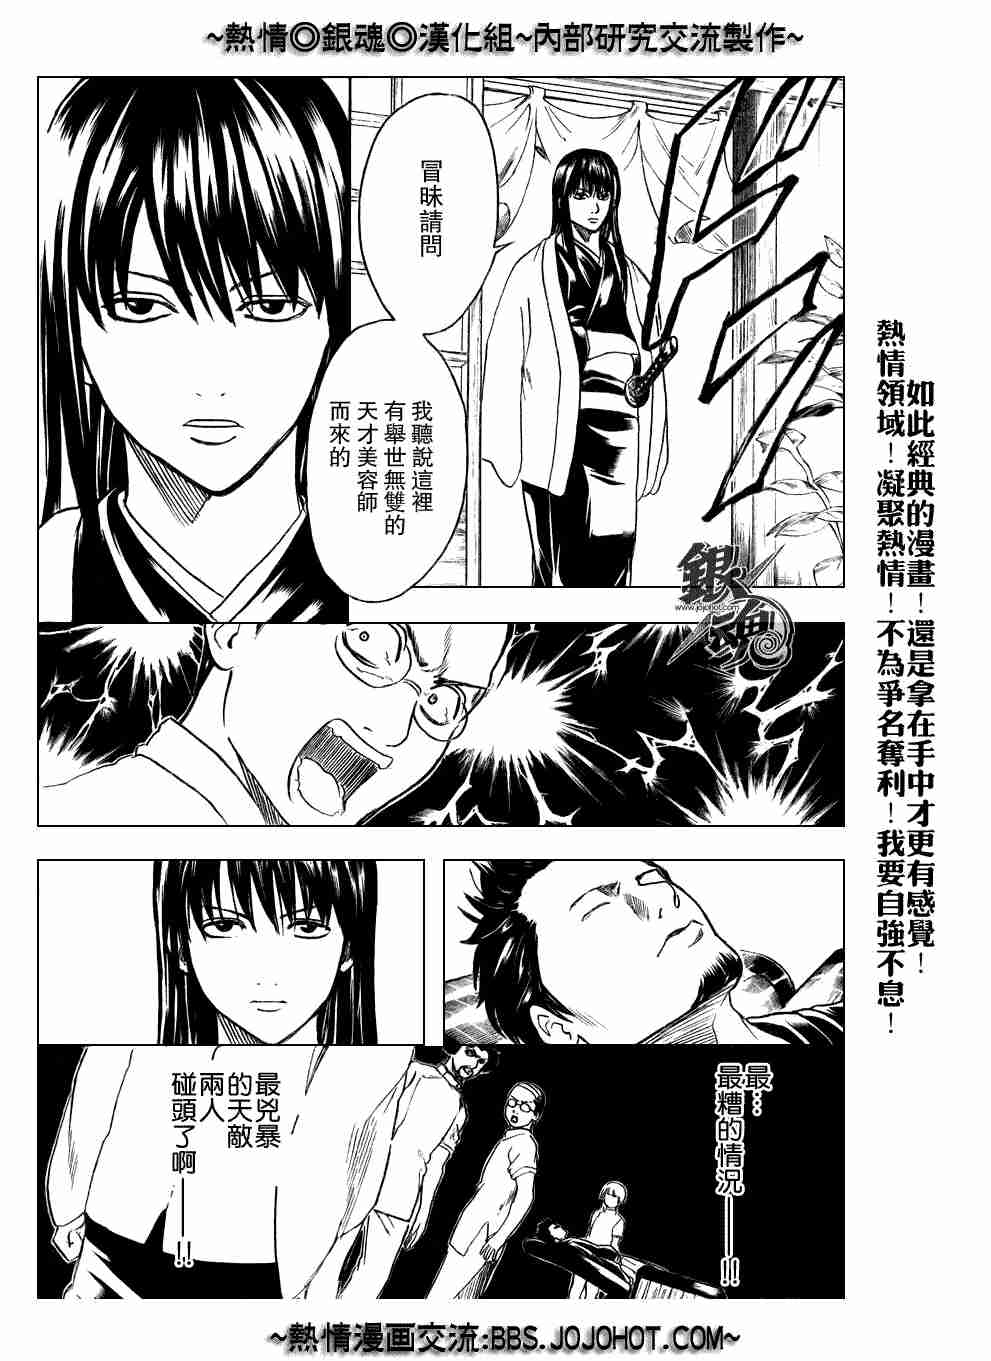 ~熱情◎銀魂◎漢化組~內部研究交流製作~
冒昧請問
我聽說這裡
有舉世無雙的
天才美容師
而來的
銀魂
www.jojohot.com
最…
最糟的情況——!!
最兇暴
的天敵
兩人
碰頭了啊——!!
如此經典的漫畫!還是拿在手中才更有感覺!
熱情領域!凝聚熱情!不為爭名奪利!我要自強不息!
~熱情漫画交流:BBS.JOJOHOT.COM~